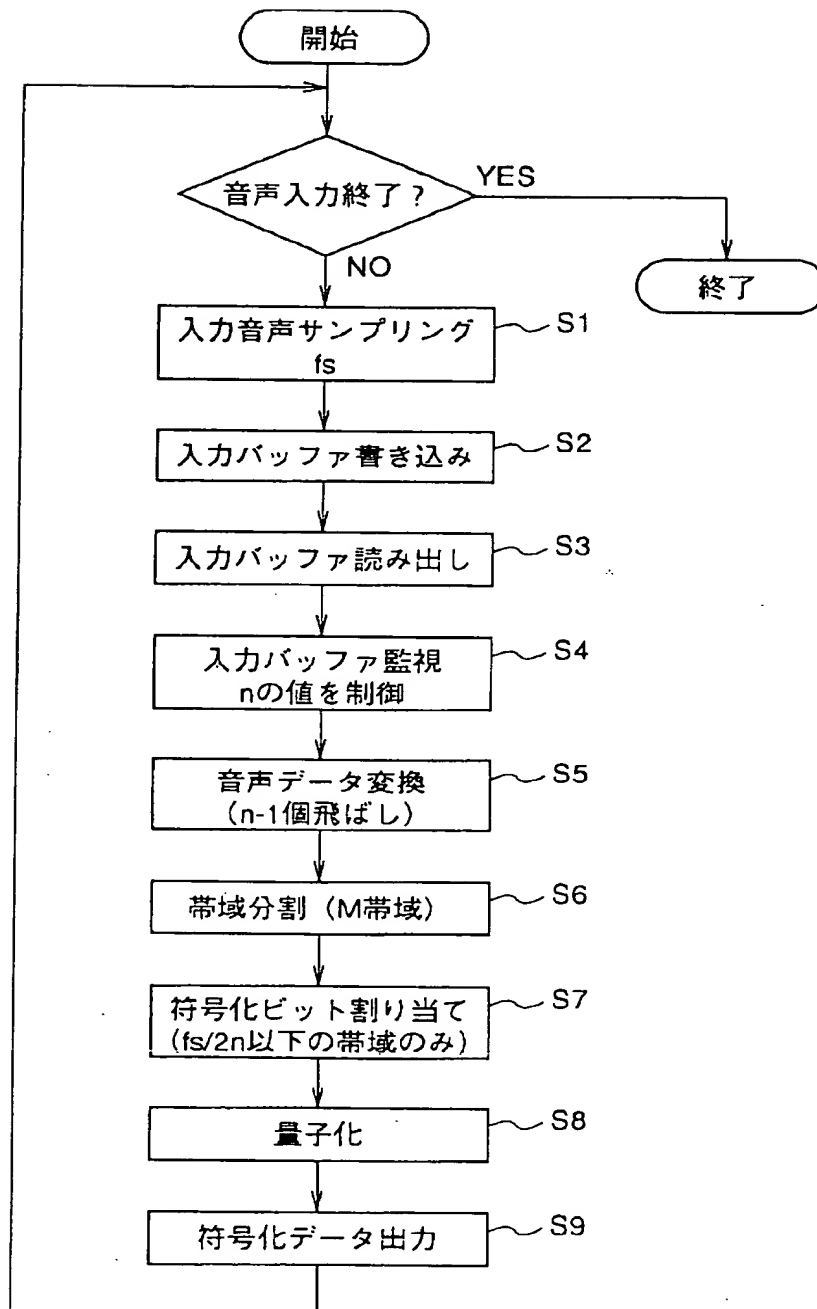 開始
音声入力終了?
YES
NO
終了
入力音声サンプリング
fs
S1
入力バッファ書き込み
S2
入力バッファ読み出し
S3
入力バッファ監視
nの値を制御
S4
音声データ変換
(n-1個飛ばし)
S5
帯域分割(M帯域)
S6
符号化ビット割り当て
(fs/2n以下の帯域のみ)
S7
量子化
S8
符号化データ出力
S9